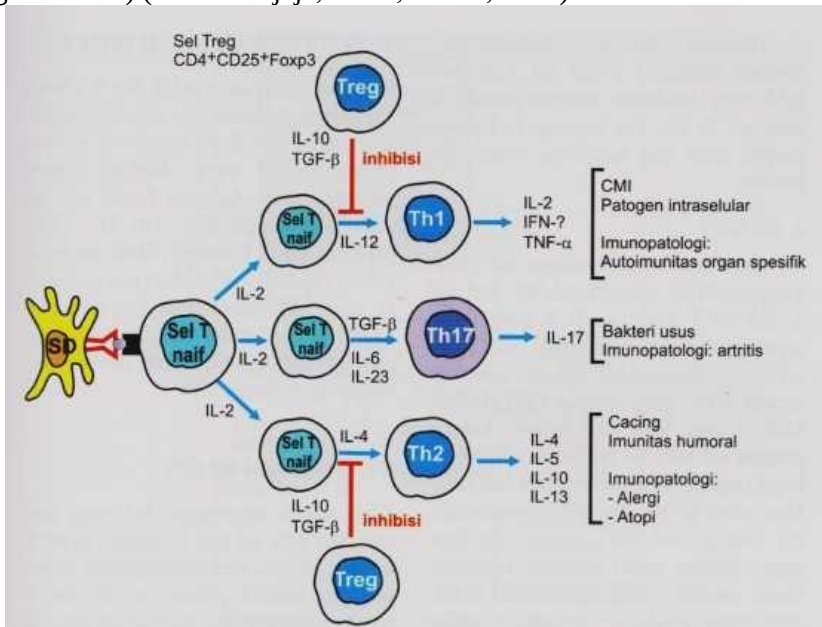 Sel Treg
CD4+CD25+Foxp3
Treg
IL-10
TGF-β
inhibisi
Sel T
naif
IL-12
Th1
IL-2
IFN-?
TNF-α
CMI
Patogen intraselular
Imunopatologi:
Autoimunitas organ spesifik
IL-2
SD
Sel T
naif
IL-2
Sel T
naif
TGF-β
IL-6
IL-23
Th17
IL-17
Bakteri usus
Imunopatologi: artritis
IL-2
Sel T
naif
IL-4
Th2
IL-4
IL-5
IL-10
IL-13
Cacing
Imunitas humoral
Imunopatologi:
- Alergi
- Atopi
IL-10
TGF-β
inhibisi
Treg